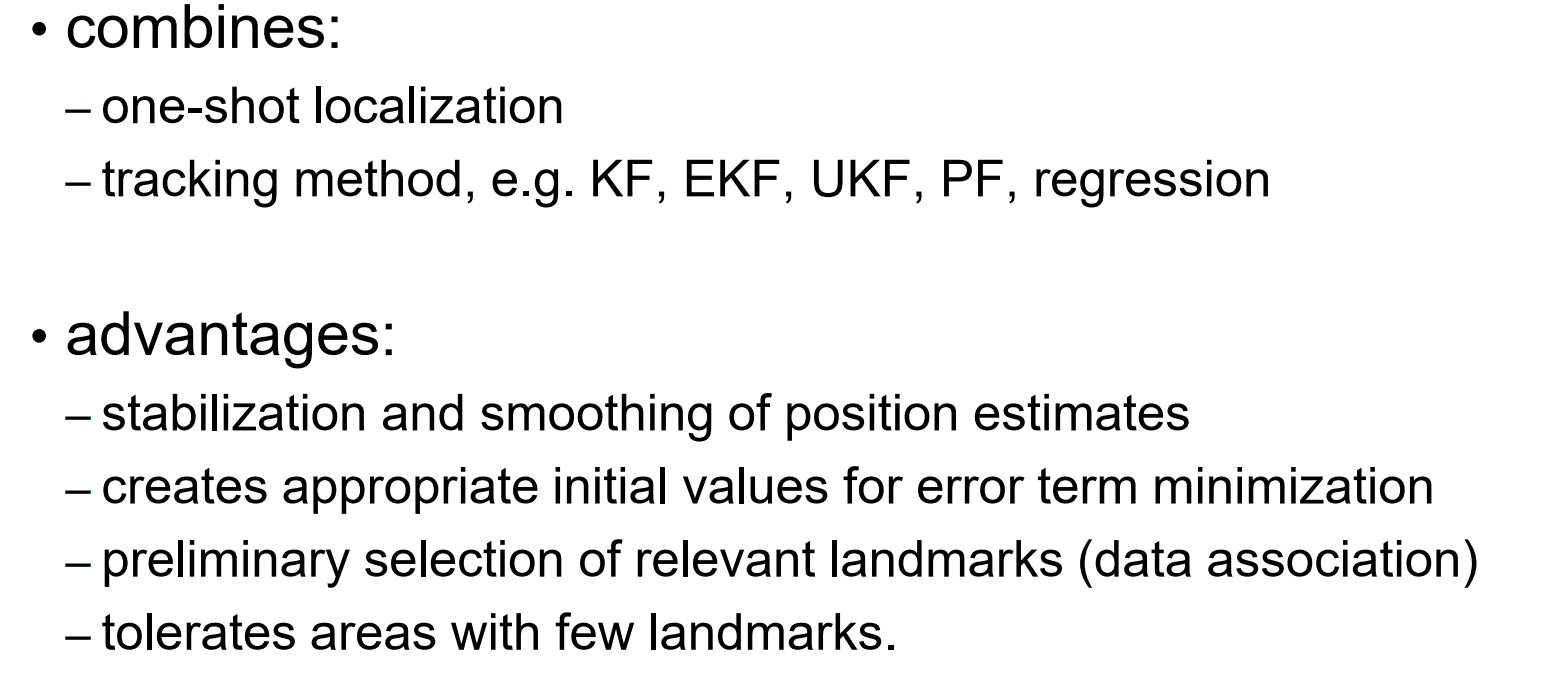 • combines:
– one-shot localization
– tracking method, e.g. KF, EKF, UKF, PF, regression
• advantages:
– stabilization and smoothing of position estimates
– creates appropriate initial values for error term minimization
– preliminary selection of relevant landmarks (data association)
– tolerates areas with few landmarks.